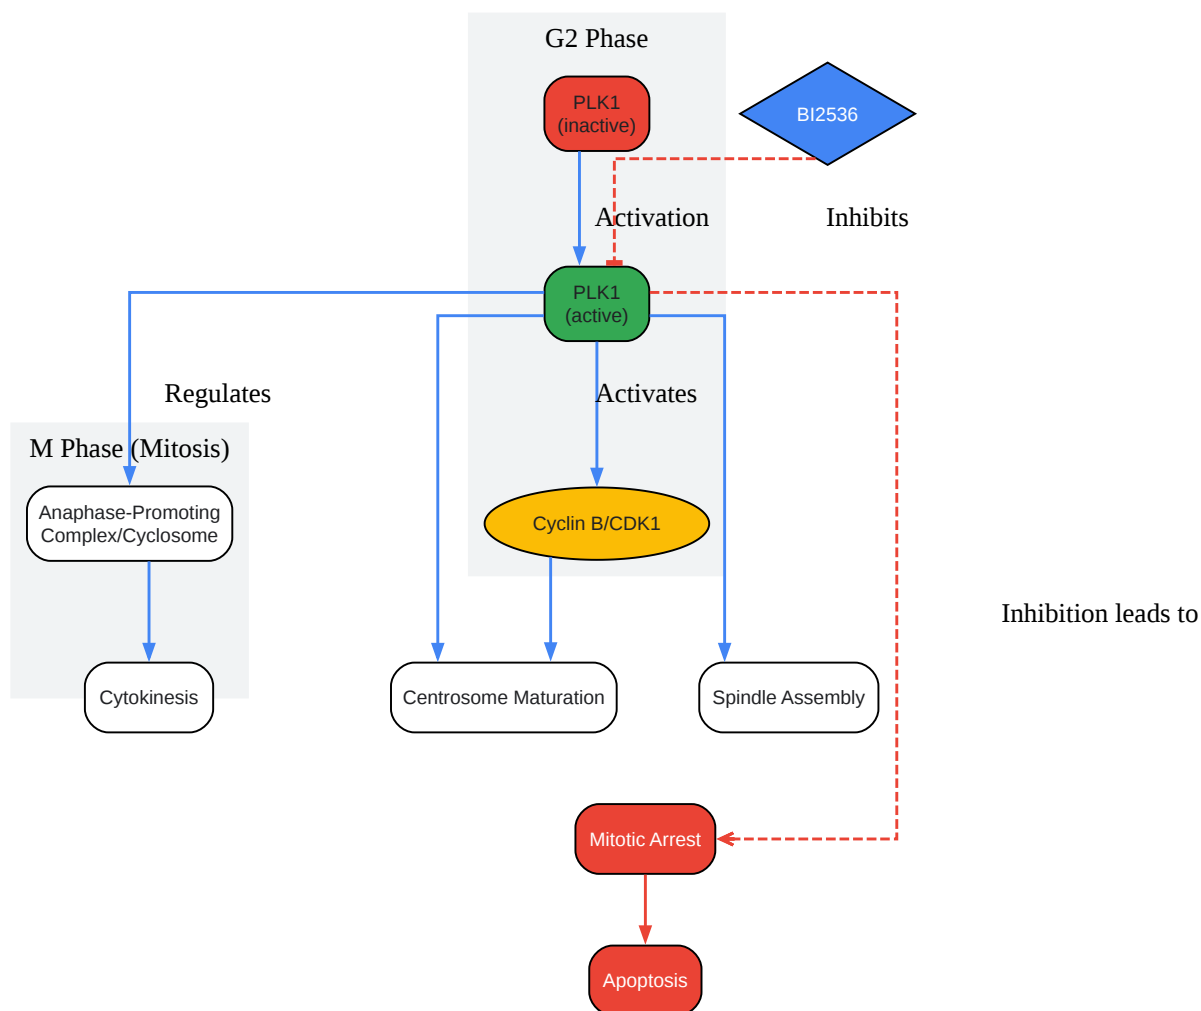 G2 Phase
PLK1
(inactive)
BI2536
Activation
Inhibits
PLK1
(active)
Regulates
Activates
M Phase (Mitosis)
Anaphase-Promoting
Complex/Cyclosome
Cyclin B/CDK1
Inhibition leads to
Cytokinesis
Centrosome Maturation
Spindle Assembly
Mitotic Arrest
Apoptosis